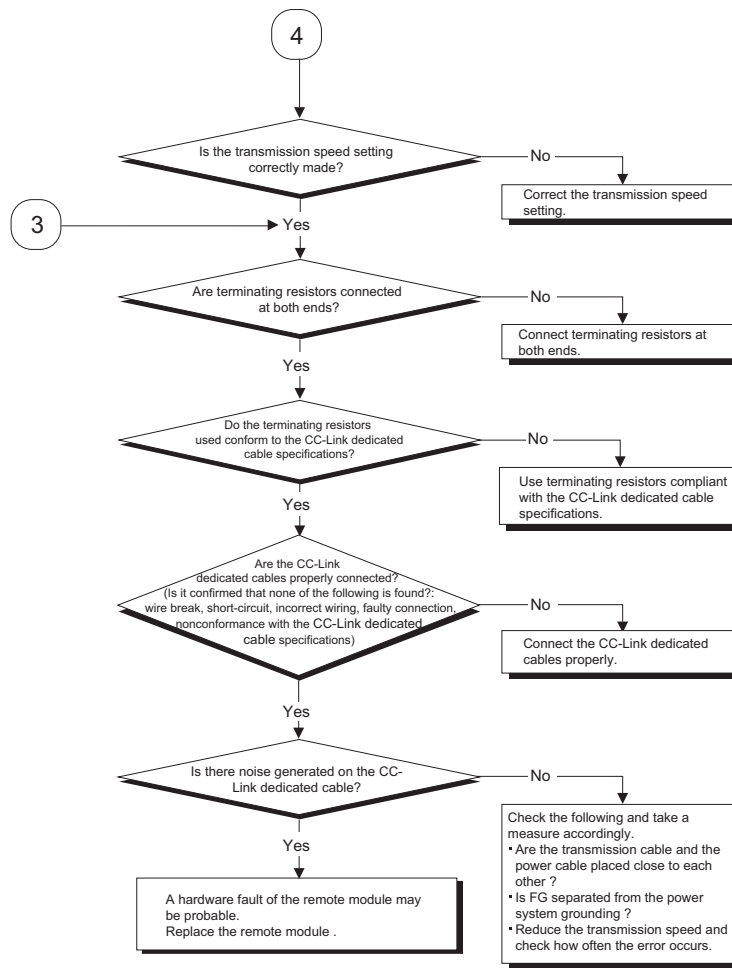 4
Is the transmission speed setting
correctly made?
No
Correct the transmission speed
setting.
3
Yes
Are terminating resistors connected
at both ends?
No
Connect terminating resistors at
both ends.
Yes
Do the terminating resistors
used conform to the CC-Link dedicated
cable specifications?
No
Use terminating resistors compliant
with the CC-Link dedicated cable
specifications.
Yes
Are the CC-Link
dedicated cables properly connected?
(Is it confirmed that none of the following is found?:
wire break, short-circuit, incorrect wiring, faulty connection,
nonconformance with the CC-Link dedicated
cable specifications)
No
Connect the CC-Link dedicated
cables properly.
Yes
Is there noise generated on the CC-
Link dedicated cable?
No
Check the following and take a
measure accordingly.
▪ Are the transmission cable and the
power cable placed close to each
other ?
▪ Is FG separated from the power
system grounding ?
▪ Reduce the transmission speed and
check how often the error occurs.
Yes
A hardware fault of the remote module may
be probable.
Replace the remote module .